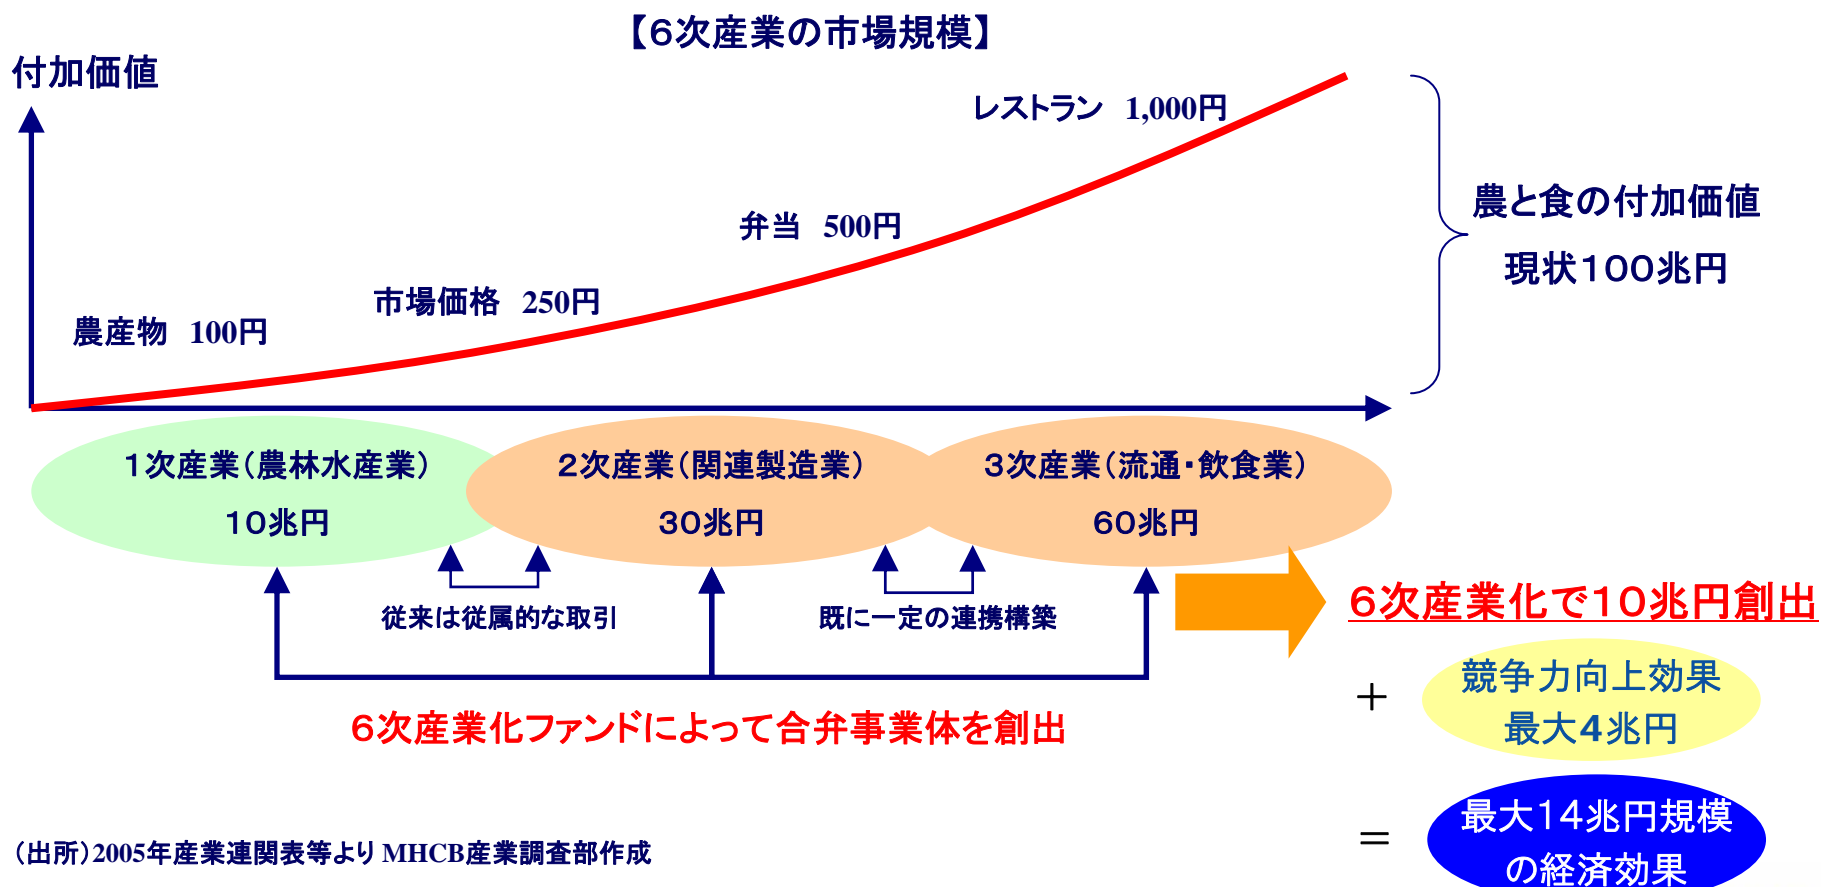 【６次産業の市場規模】
付加価値
レストラン 1,000円
弁当 500円
市場価格 250円
農産物 100円
農と食の付加価値
現状１００兆円
１次産業（農林水産業）
１０兆円
２次産業（関連製造業）
３０兆円
３次産業（流通・飲食業）
６０兆円
従来は従属的な取引
既に一定の連携構築
６次産業化ファンドによって合弁事業体を創出
６次産業化で１０兆円創出
＋
競争力向上効果
最大４兆円
＝
最大１４兆円規模
の経済効果
（出所）2005年産業連関表等より MHCB産業調査部作成